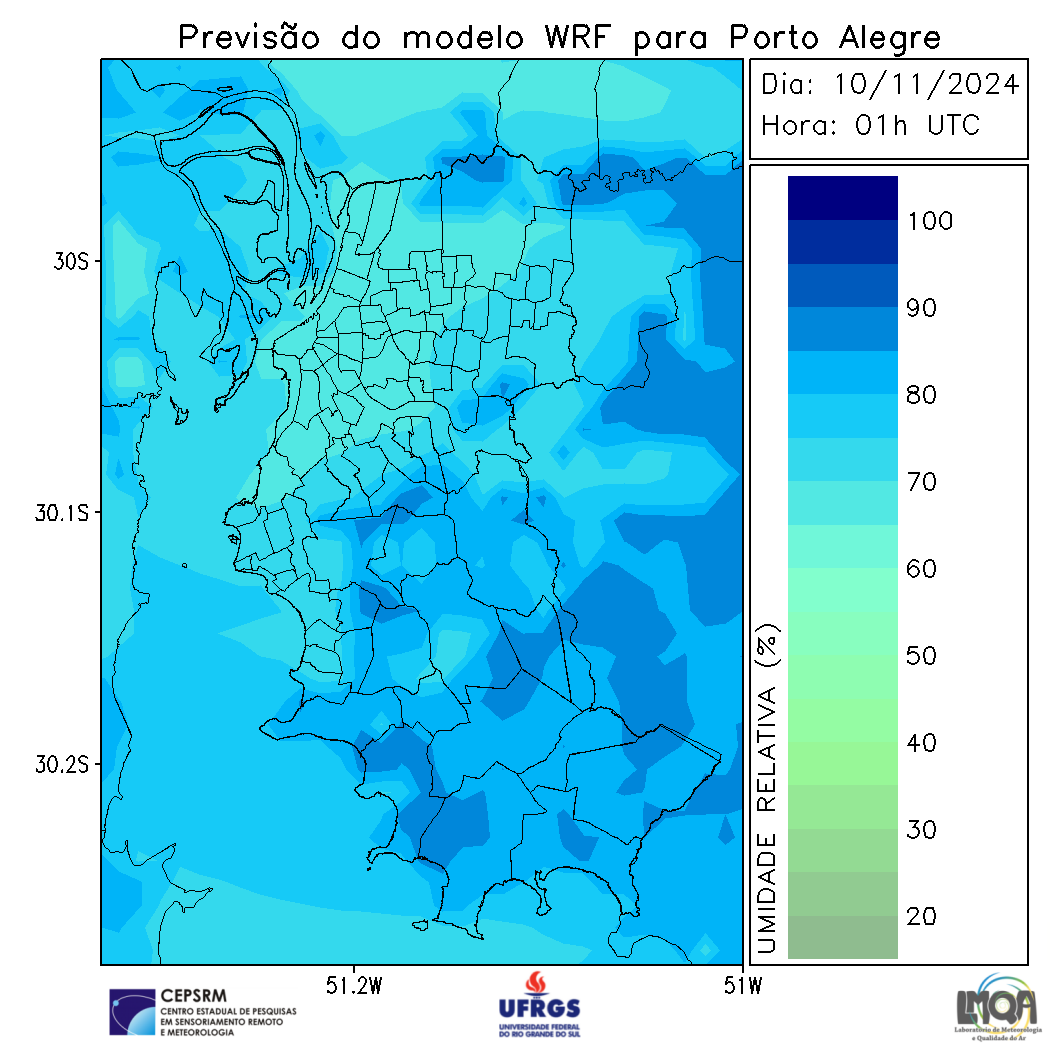 Previsão do modelo WRF para Porto Alegre
Dia: 10/11/2024
Hora: 01h UTC
30S
30.1S
30.2S
51.2W
51W
100
90
80
70
60
50
40
30
20
UMIDADE RELATIVA (%)
CEPSRM
CENTRO ESTADUAL DE PESQUISAS
EM SENSORIAMENTO REMOTO
E METEOROLOGIA
UFRGS
UNIVERSIDADE FEDERAL
DO RIO GRANDE DO SUL
LMQA
Laboratório de Meteorologia
e Qualidade do Ar